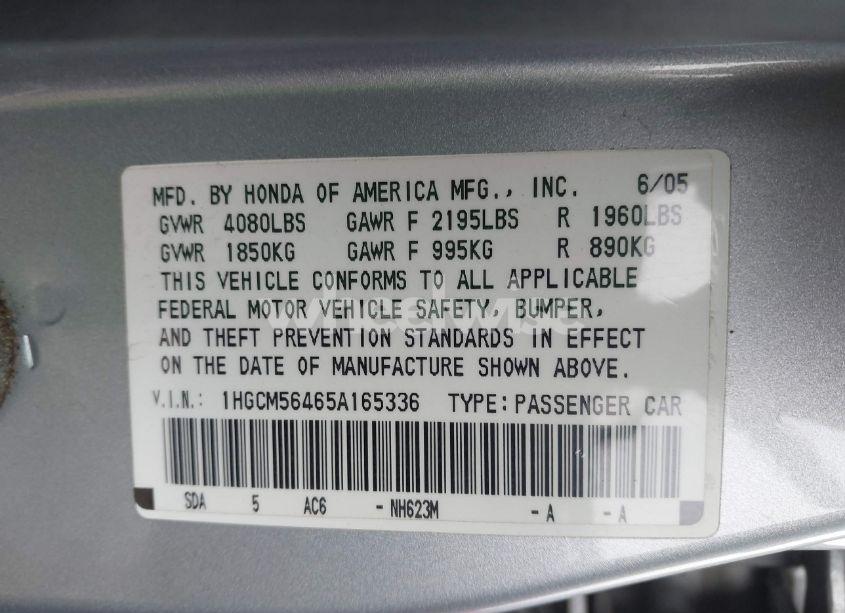 MFD. BY HONDA OF AMERICA MFG., INC. 6/05
GVWR 4080LBS GAWR F 2195LBS R 1960LBS
GVWR 1850KG GAWR F 995KG R 890KG
THIS VEHICLE CONFORMS TO ALL APPLICABLE
FEDERAL MOTOR VEHICLE SAFETY, BUMPER,
AND THEFT PREVENTION STANDARDS IN EFFECT
ON THE DATE OF MANUFACTURE SHOWN ABOVE.
V.I.N.: 1HGCM56465A165336 TYPE: PASSENGER CAR
SDA 5 AC6 - NH623M - A - A